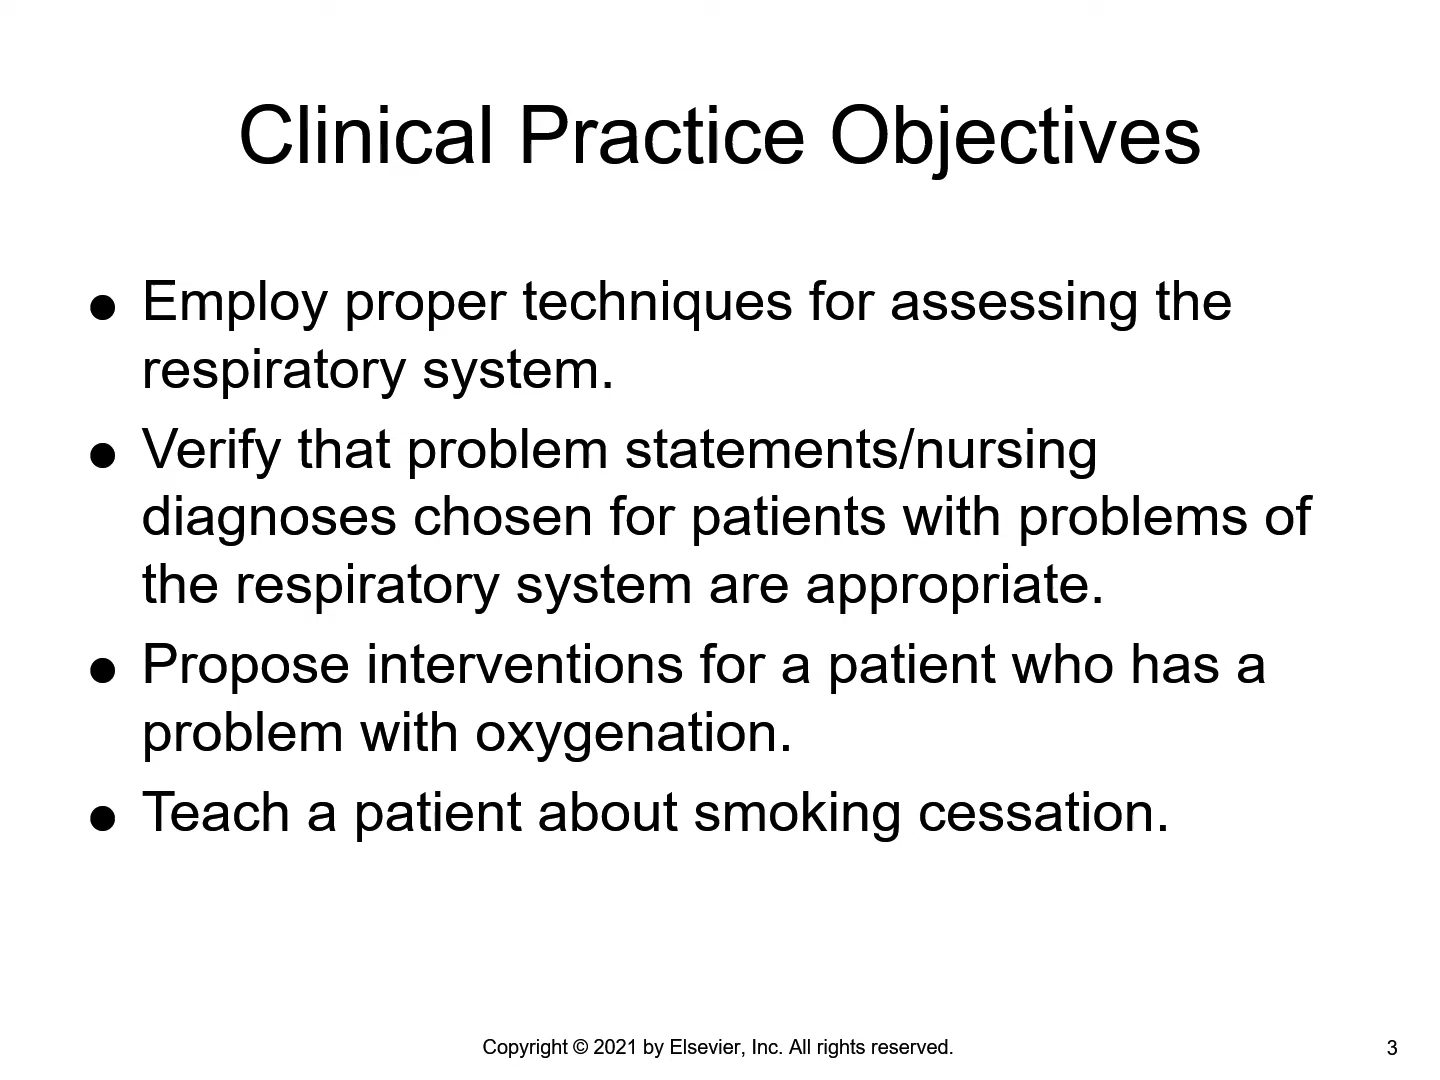 Clinical Practice Objectives
● Employ proper techniques for assessing the
respiratory system.
● Verify that problem statements/nursing
diagnoses chosen for patients with problems of
the respiratory system are appropriate.
● Propose interventions for a patient who has a
problem with oxygenation.
● Teach a patient about smoking cessation.
Copyright © 2021 by Elsevier, Inc. All rights reserved.
3